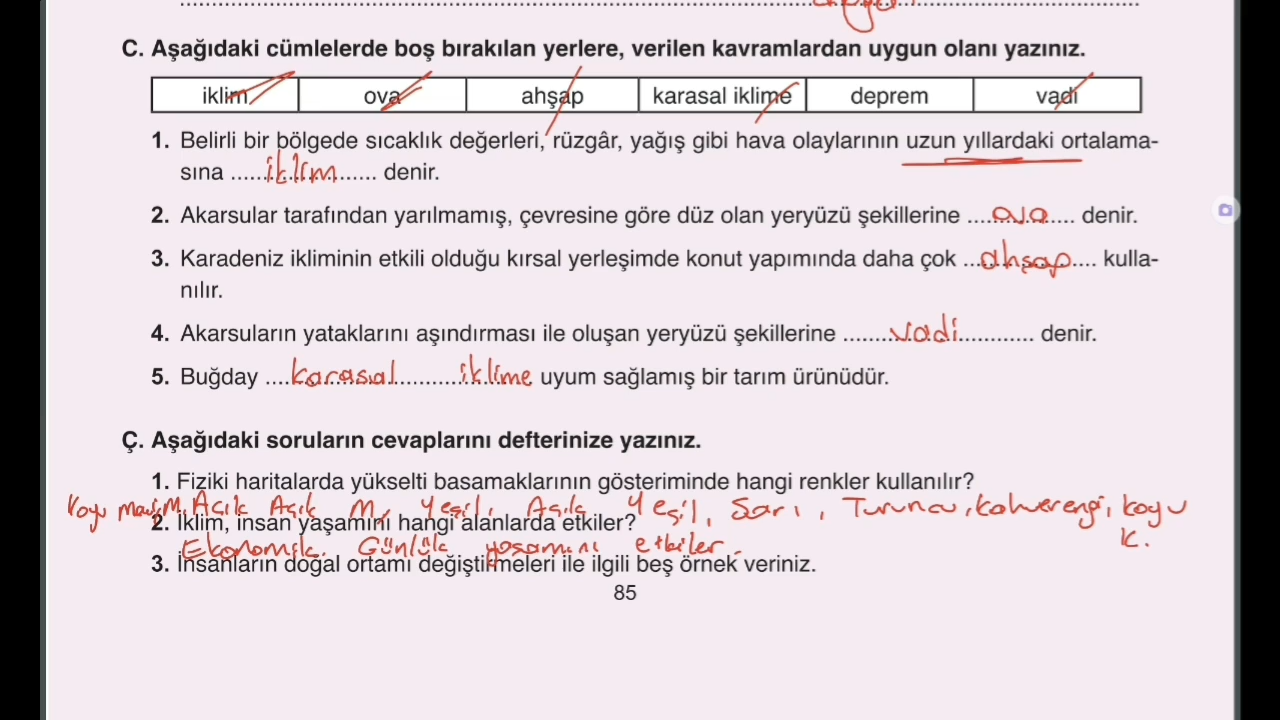 C. Aşağıdaki cümlelerde boş bırakılan yerlere, verilen kavramlardan uygun olanı yazınız.
iklim ova ahşap karasal iklime deprem vadi
1. Belirli bir bölgede sıcaklık değerleri, rüzgâr, yağış gibi hava olaylarının uzun yıllardaki ortalama-
sına ......iklim...... denir.
2. Akarsular tarafından yarılmamış, çevresine göre düz olan yeryüzü şekillerine ...ova.... denir.
3. Karadeniz ikliminin etkili olduğu kırsal yerleşimde konut yapımında daha çok ...ahşap.... kulla-
nılır.
4. Akarsuların yataklarını aşındırması ile oluşan yeryüzü şekillerine .......vadi............ denir.
5. Buğday ....karasal.........iklime uyum sağlamış bir tarım ürünüdür.
Ç. Aşağıdaki soruların cevaplarını defterinize yazınız.
1. Fiziki haritalarda yükselti basamaklarının gösteriminde hangi renkler kullanılır?
Açık Açık M, Yeşil, Açık Yeşil, Sarı, Turuncu, kahverengi, koyu
K.
2. İklim, insan yaşamını hangi alanlarda etkiler?
Ekonomik. Günlük yaşamını etkiler.
3. İnsanların doğal ortamı değiştirmeleri ile ilgili beş örnek veriniz.
85